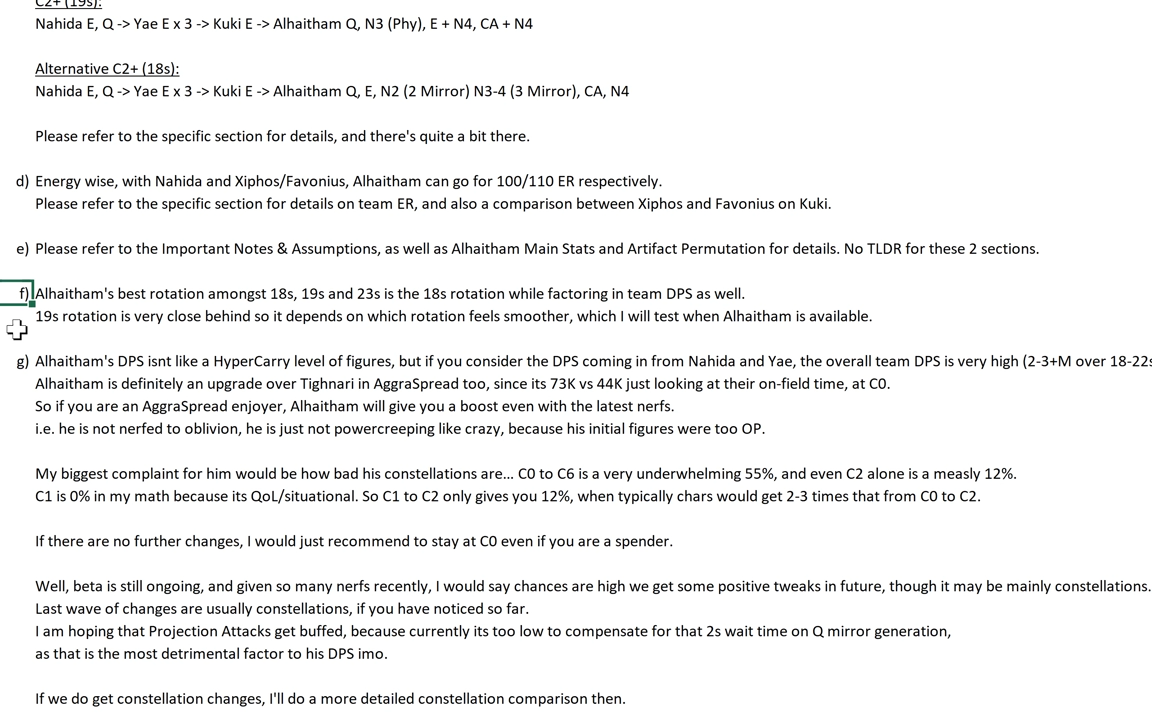 C2+ (19s):
Nahida E, Q -> Yae E x 3 -> Kuki E -> Alhaitham Q, N3 (Phy), E + N4, CA + N4
Alternative C2+ (18s):
Nahida E, Q -> Yae E x 3 -> Kuki E -> Alhaitham Q, E, N2 (2 Mirror) N3-4 (3 Mirror), CA, N4
Please refer to the specific section for details, and there's quite a bit there.
d) Energy wise, with Nahida and Xiphos/Favonius, Alhaitham can go for 100/110 ER respectively.
Please refer to the specific section for details on team ER, and also a comparison between Xiphos and Favonius on Kuki.
e) Please refer to the Important Notes & Assumptions, as well as Alhaitham Main Stats and Artifact Permutation for details. No TLDR for these 2 sections.
f) Alhaitham's best rotation amongst 18s, 19s and 23s is the 18s rotation while factoring in team DPS as well.
19s rotation is very close behind so it depends on which rotation feels smoother, which I will test when Alhaitham is available.
g) Alhaitham's DPS isnt like a HyperCarry level of figures, but if you consider the DPS coming in from Nahida and Yae, the overall team DPS is very high (2-3+M over 18-22s
Alhaitham is definitely an upgrade over Tighnari in AggraSpread too, since its 73K vs 44K just looking at their on-field time, at C0.
So if you are an AggraSpread enjoyer, Alhaitham will give you a boost even with the latest nerfs.
i.e. he is not nerfed to oblivion, he is just not powercreeping like crazy, because his initial figures were too OP.
My biggest complaint for him would be how bad his constellations are... C0 to C6 is a very underwhelming 55%, and even C2 alone is a measly 12%.
C1 is 0% in my math because its QoL/situational. So C1 to C2 only gives you 12%, when typically chars would get 2-3 times that from C0 to C2.
If there are no further changes, I would just recommend to stay at C0 even if you are a spender.
Well, beta is still ongoing, and given so many nerfs recently, I would say chances are high we get some positive tweaks in future, though it may be mainly constellations.
Last wave of changes are usually constellations, if you have noticed so far.
I am hoping that Projection Attacks get buffed, because currently its too low to compensate for that 2s wait time on Q mirror generation,
as that is the most detrimental factor to his DPS imo.
If we do get constellation changes, I'll do a more detailed constellation comparison then.